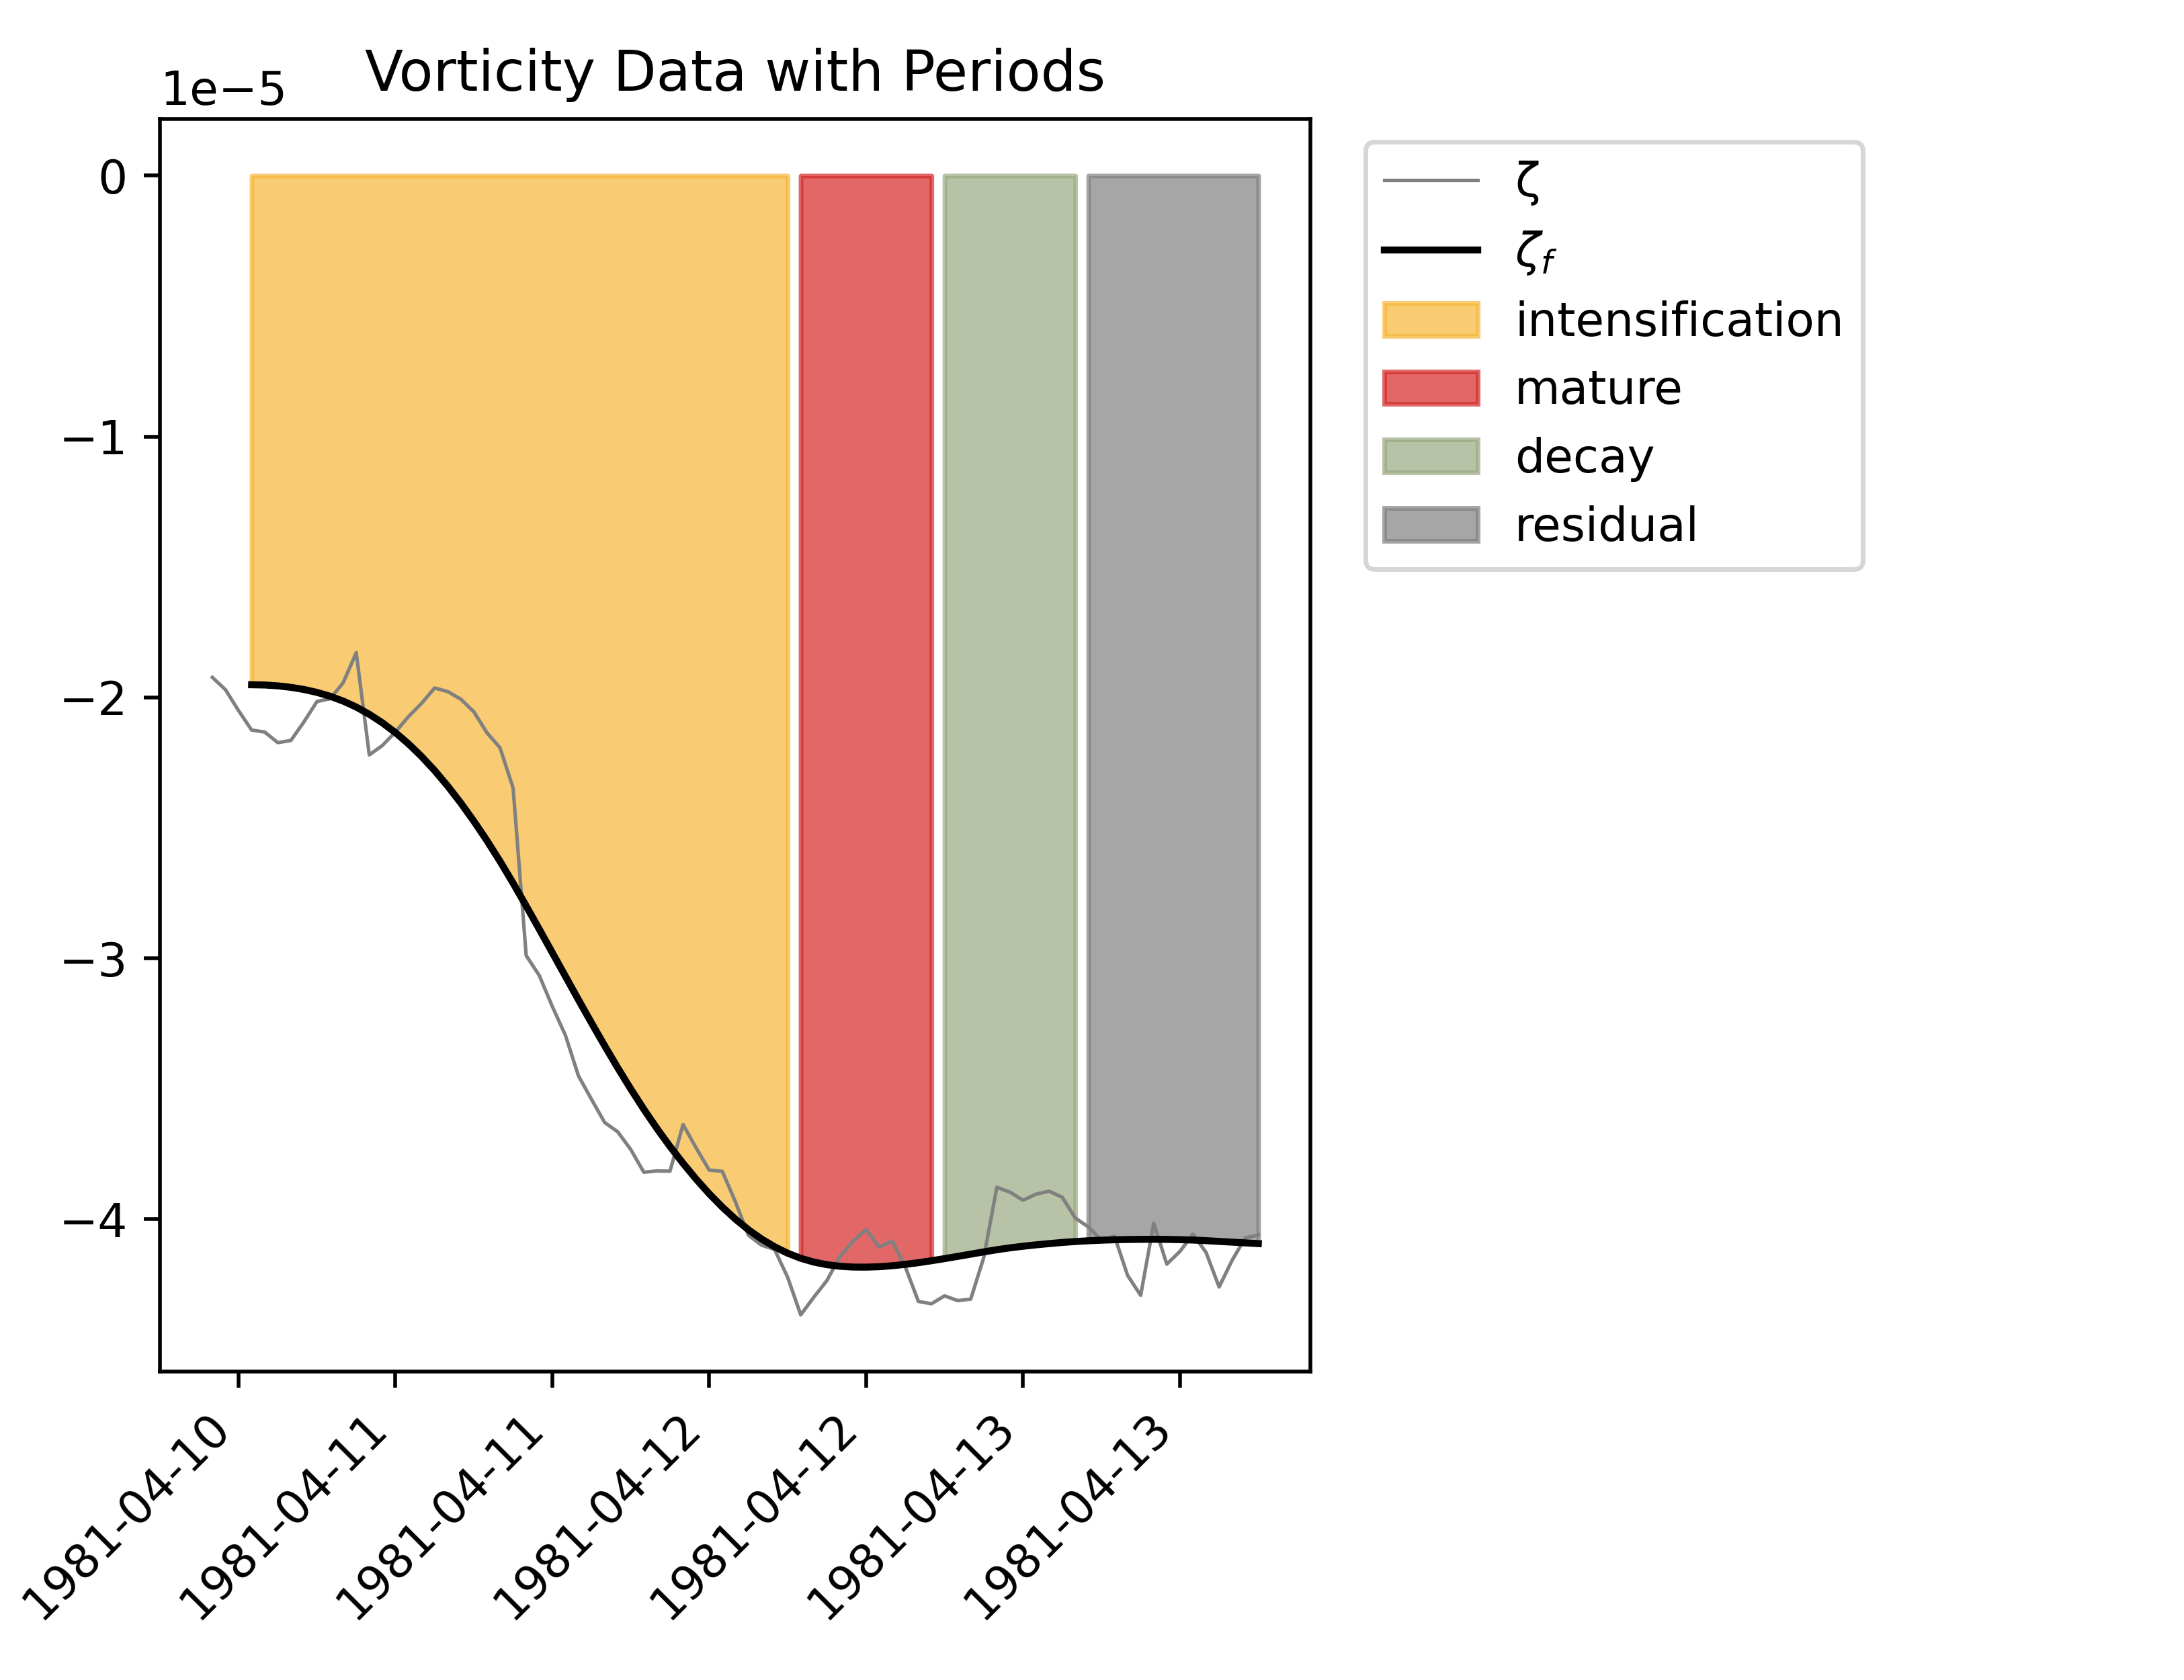 Vorticity Data with Periods
1e−5
0
−1
−2
−3
−4
1981-04-10
1981-04-11
1981-04-11
1981-04-12
1981-04-12
1981-04-13
1981-04-13
ζ
ζf
intensification
mature
decay
residual